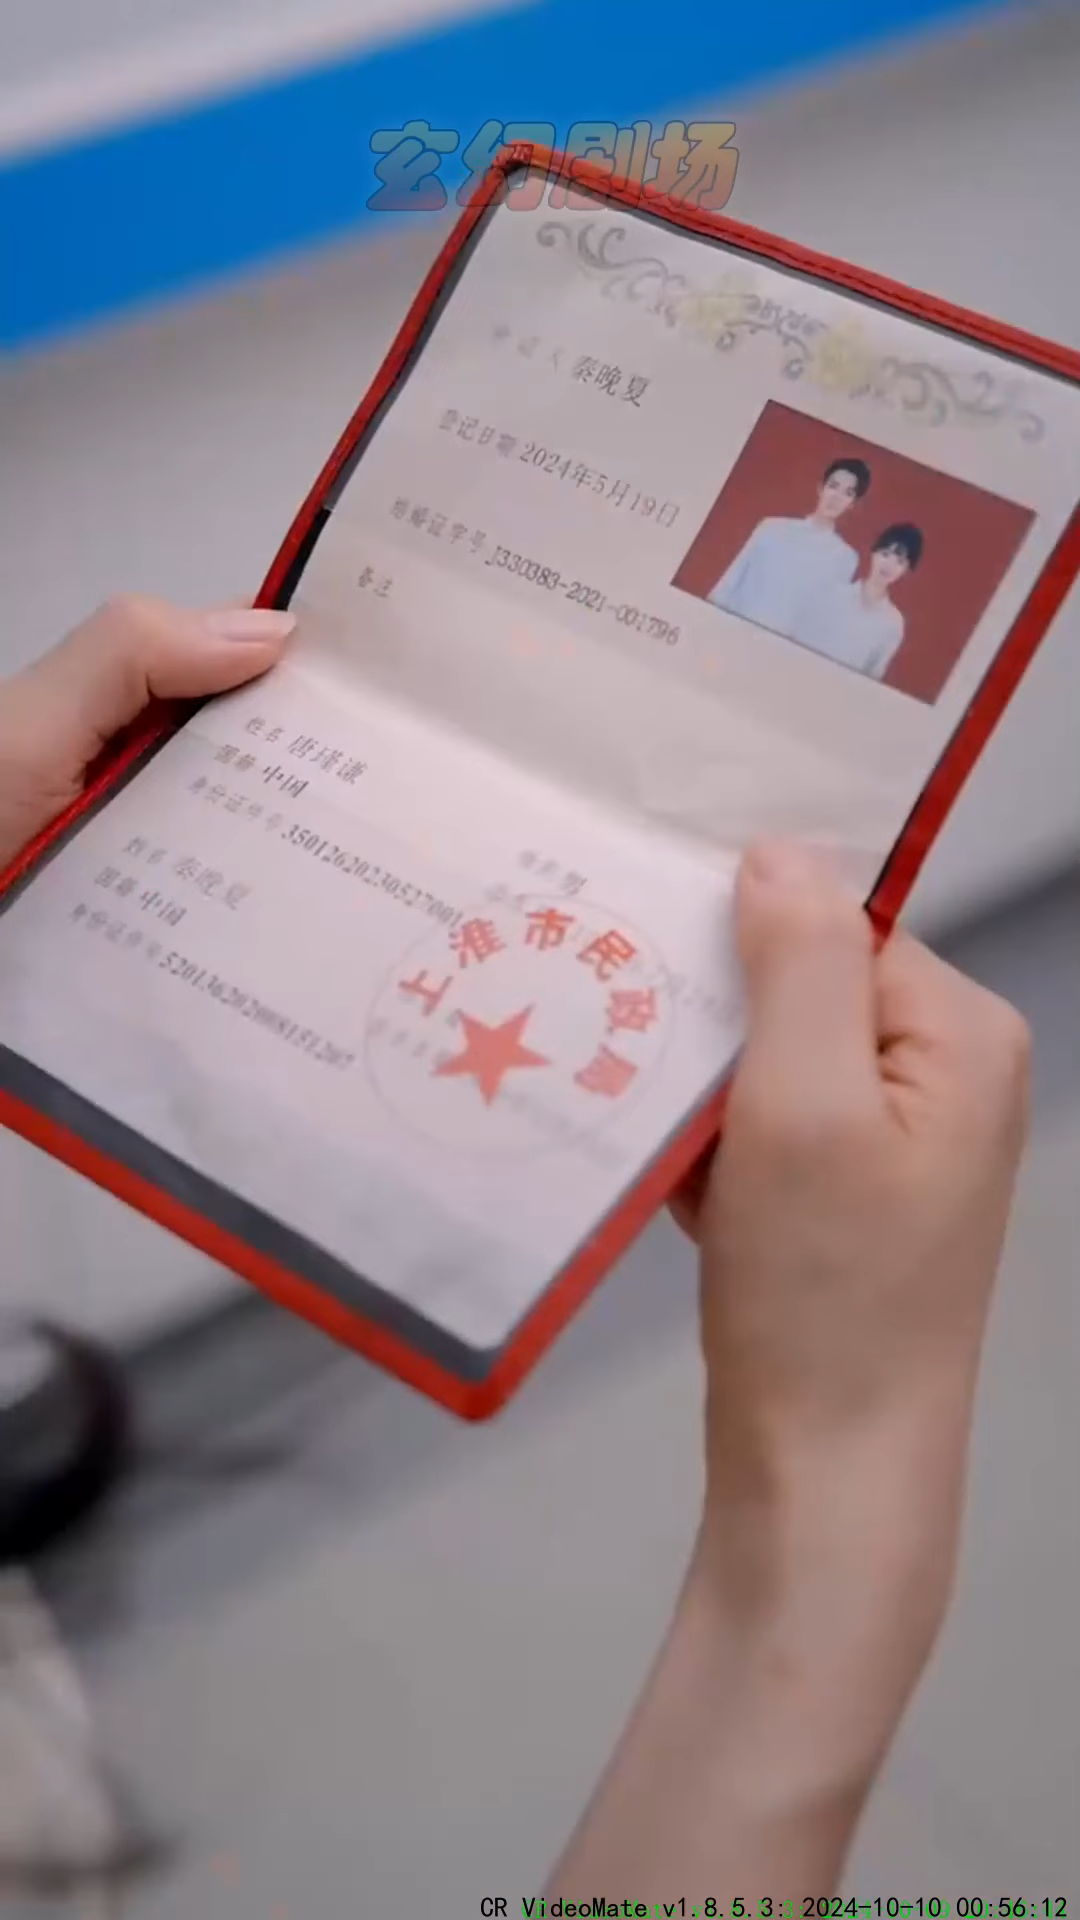 玄幻剧场
持证人 秦晚夏
登记日期 2024年5月19日
结婚证字号 J330383-2021-001796
备注
姓名 唐瑾谦
性别 男
国籍 中国
身份证件号 350126202305270015
姓名 秦晚夏
国籍 中国
身份证件号 520136202008151207
上淮市民政局
CR VideoMate v1.8.5.3: 2024-10-10 00:56:12